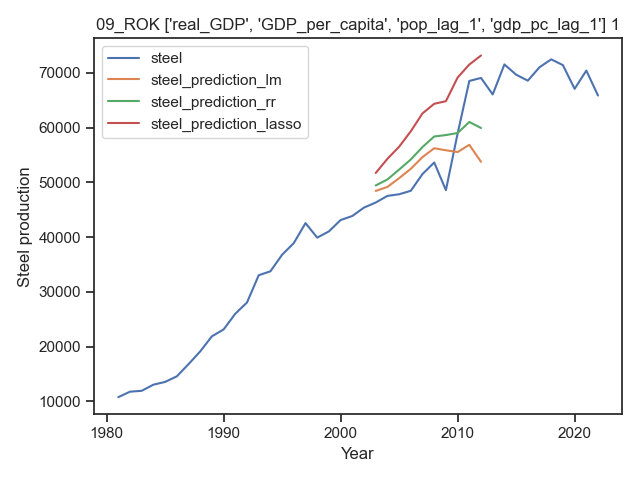 09_ROK ['real_GDP', 'GDP_per_capita', 'pop_lag_1', 'gdp_pc_lag_1'] 1
steel
steel_prediction_lm
steel_prediction_rr
steel_prediction_lasso
Steel production
70000
60000
50000
40000
30000
20000
10000
1980
1990
2000
2010
2020
Year